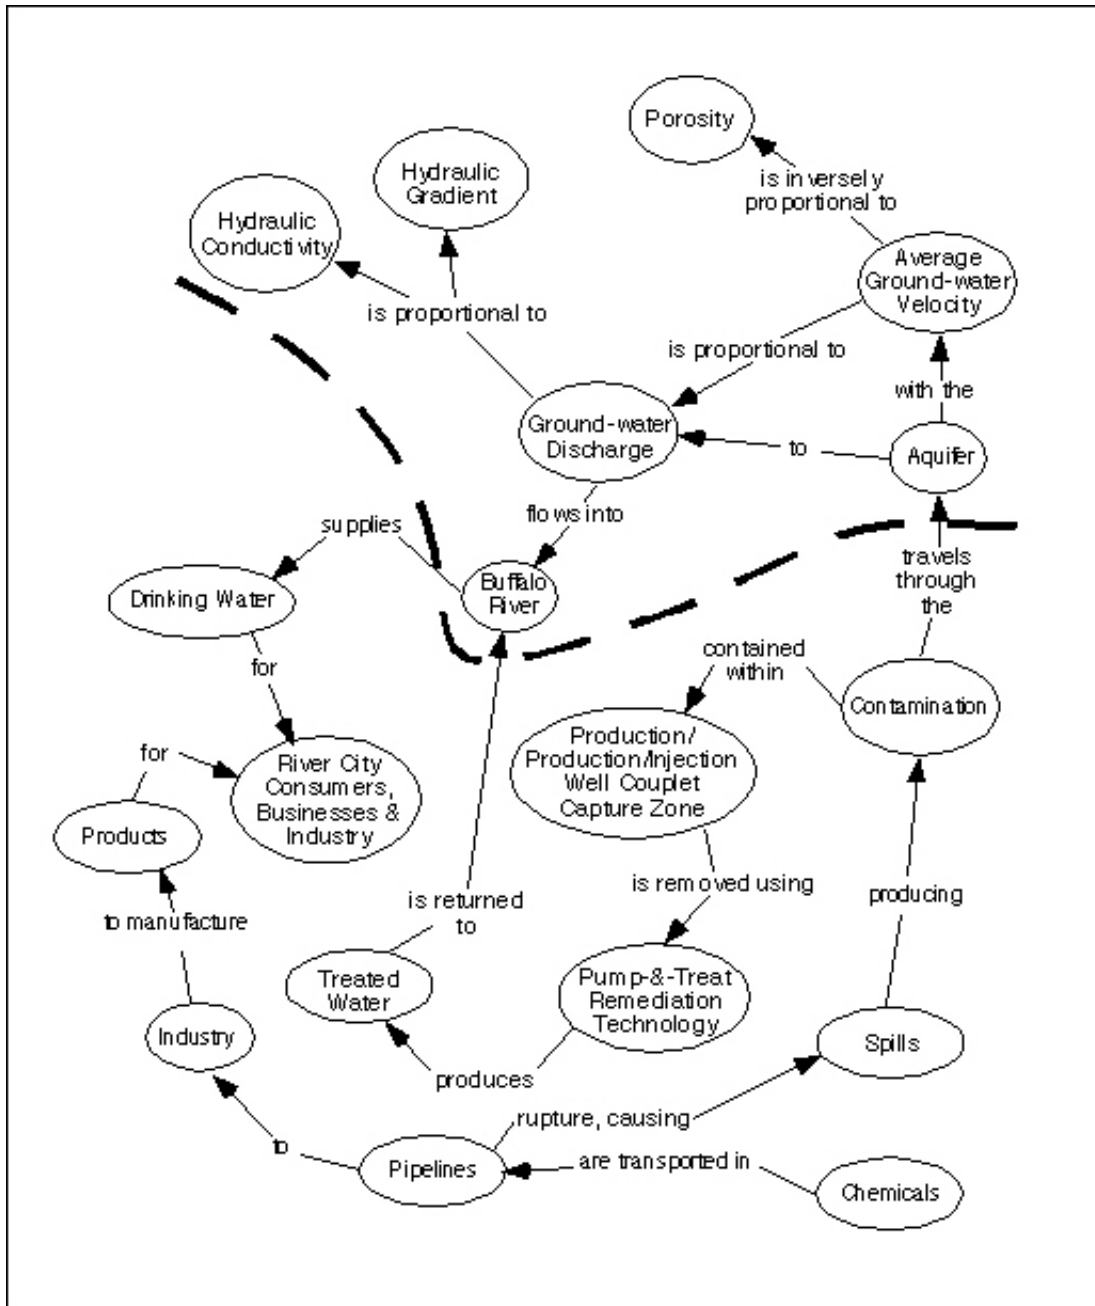 Porosity
is inversely
proportional to
Hydraulic
Gradient
Hydraulic
Conductivity
Average
Ground-water
Velocity
is proportional to
is proportional to
with the
Ground-water
Discharge
to
Aquifer
flows into
supplies
travels
through
the
Buffalo
River
Drinking Water
for
contained
within
Contamination
Production/
Production/Injection
Well Couplet
Capture Zone
for
River City
Consumers,
Businesses &
Industry
Products
is removed using
producing
is returned
to
to manufacture
Treated
Water
Pump-&-Treat
Remediation
Technology
Industry
Spills
produces
rupture, causing
to
Pipelines
are transported in
Chemicals